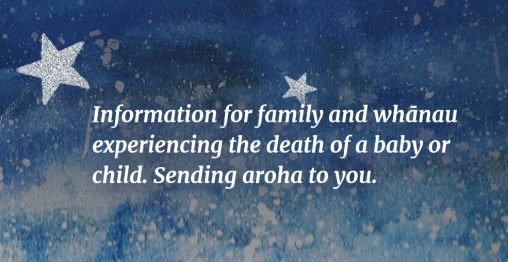 Information for family and whānau
experiencing the death of a baby or
child. Sending aroha to you.